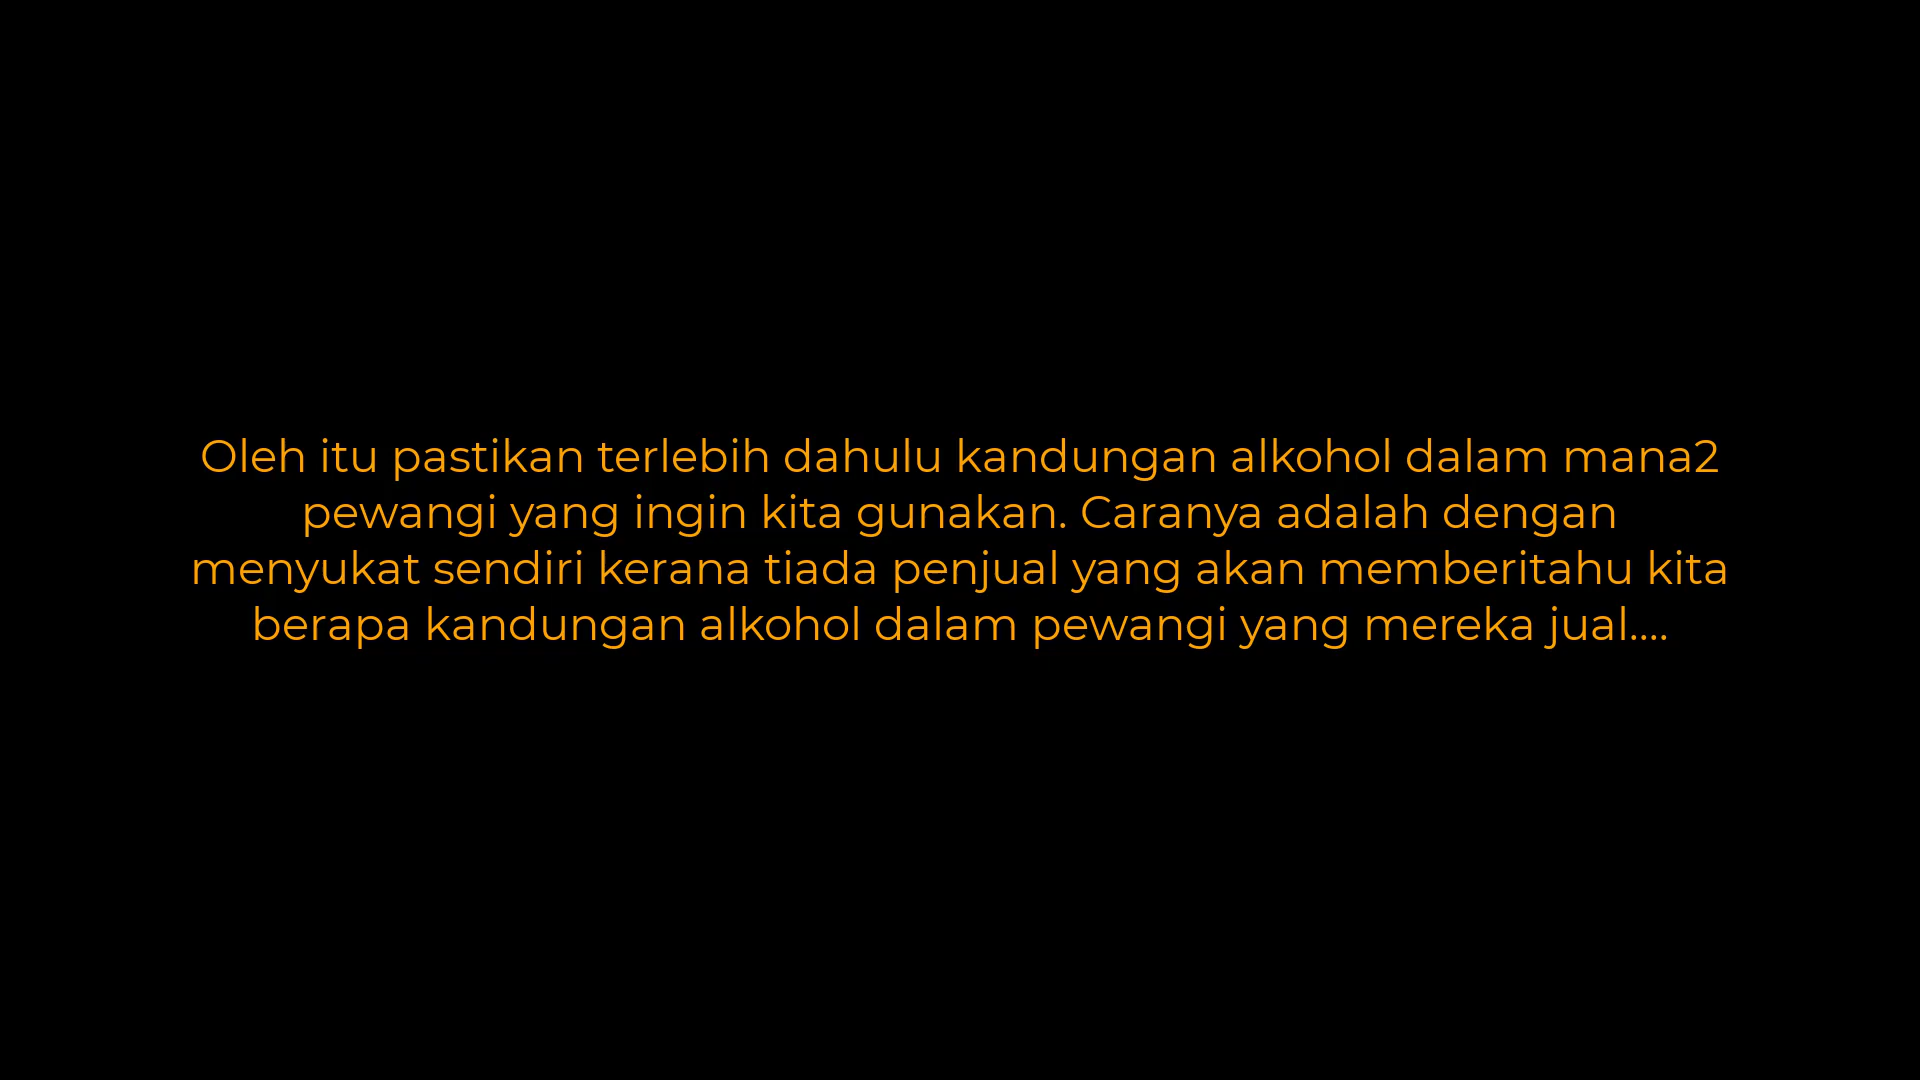 Oleh itu pastikan terlebih dahulu kandungan alkohol dalam mana2
pewangi yang ingin kita gunakan. Caranya adalah dengan
menyukat sendiri kerana tiada penjual yang akan memberitahu kita
berapa kandungan alkohol dalam pewangi yang mereka jual....